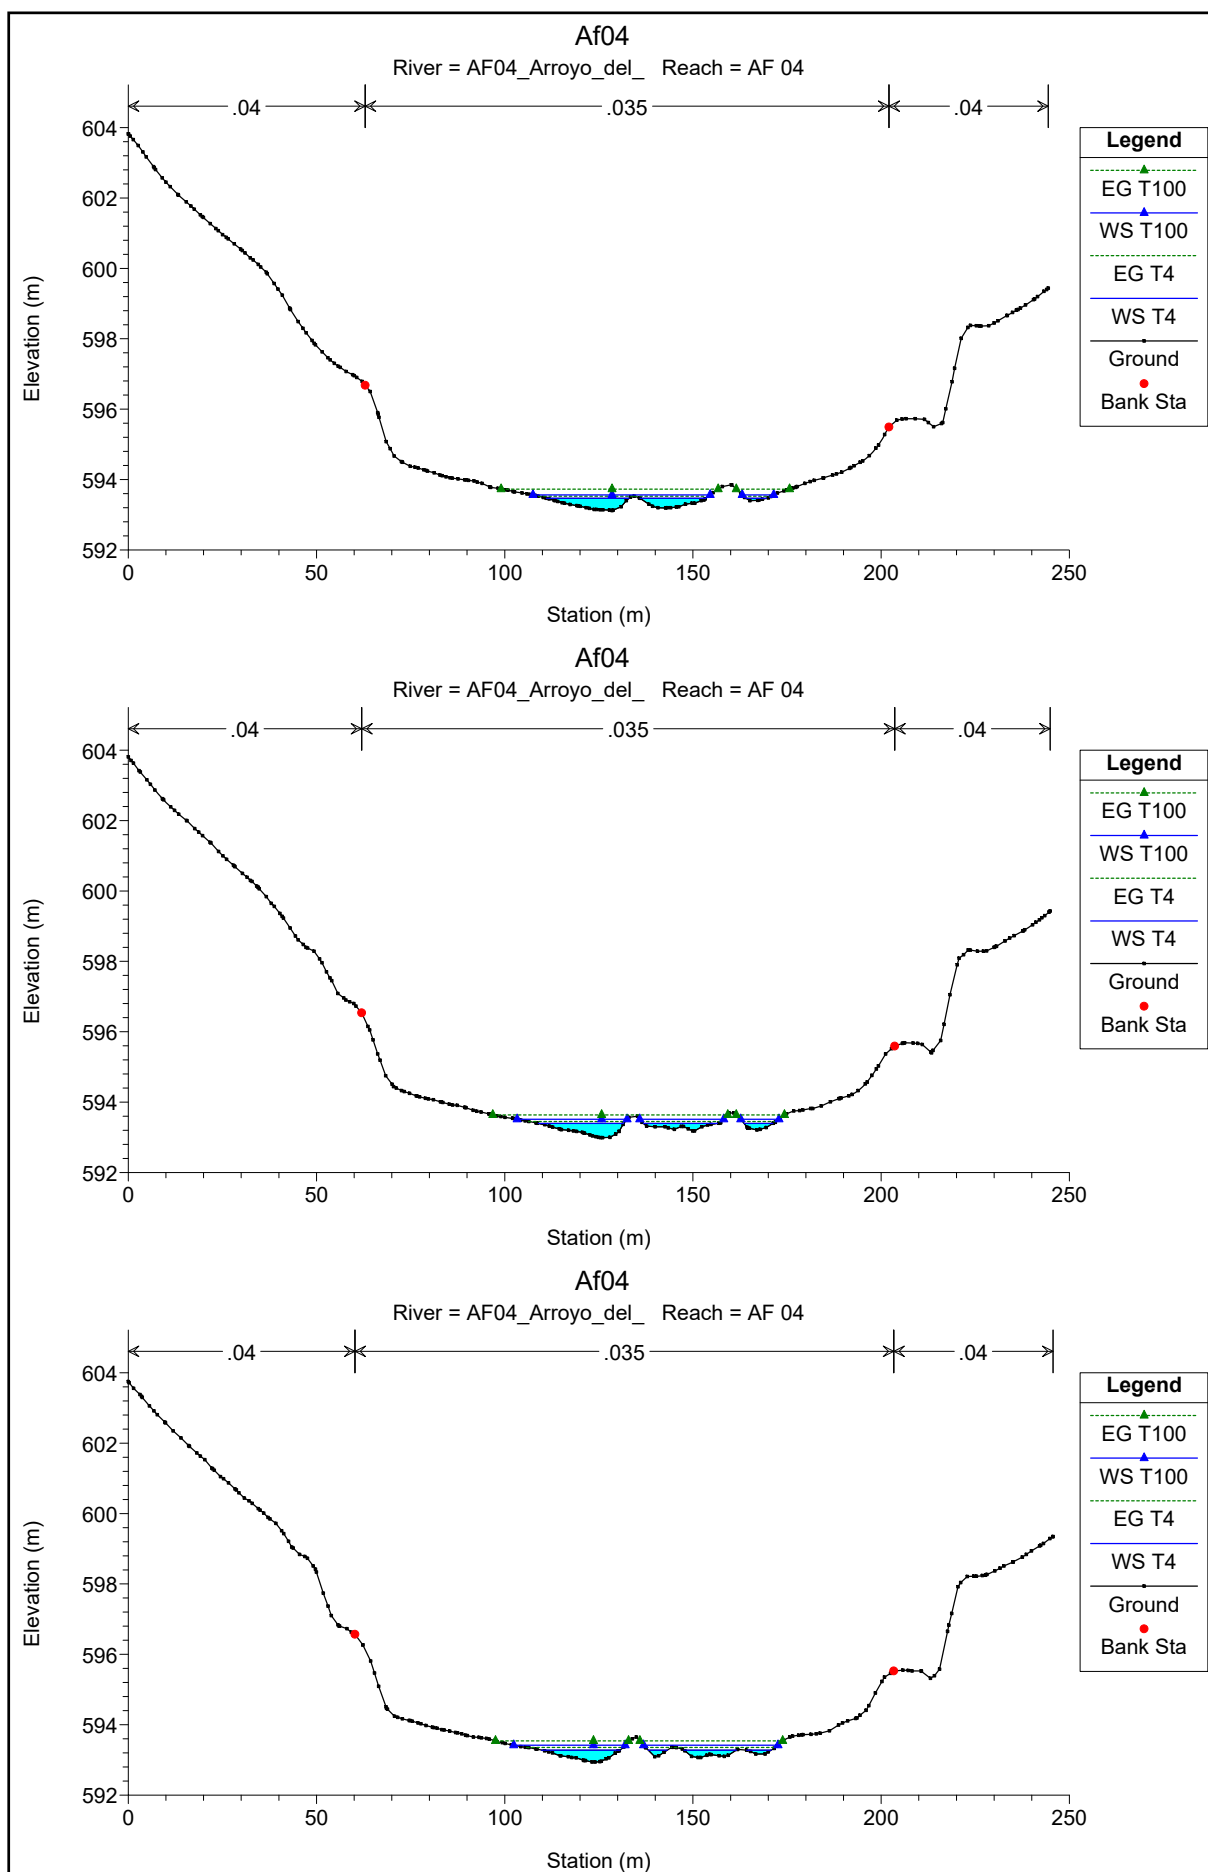 Af04
River = AF04_Arroyo_del_ Reach = AF 04
.04 .035 .04
604
602
600
598
596
594
592
Elevation (m)
0 50 100 150 200 250
Station (m)
Legend
EG T100
WS T100
EG T4
WS T4
Ground
Bank Sta
Af04
River = AF04_Arroyo_del_ Reach = AF 04
.04 .035 .04
604
602
600
598
596
594
592
Elevation (m)
0 50 100 150 200 250
Station (m)
Legend
EG T100
WS T100
EG T4
WS T4
Ground
Bank Sta
Af04
River = AF04_Arroyo_del_ Reach = AF 04
.04 .035 .04
604
602
600
598
596
594
592
Elevation (m)
0 50 100 150 200 250
Station (m)
Legend
EG T100
WS T100
EG T4
WS T4
Ground
Bank Sta